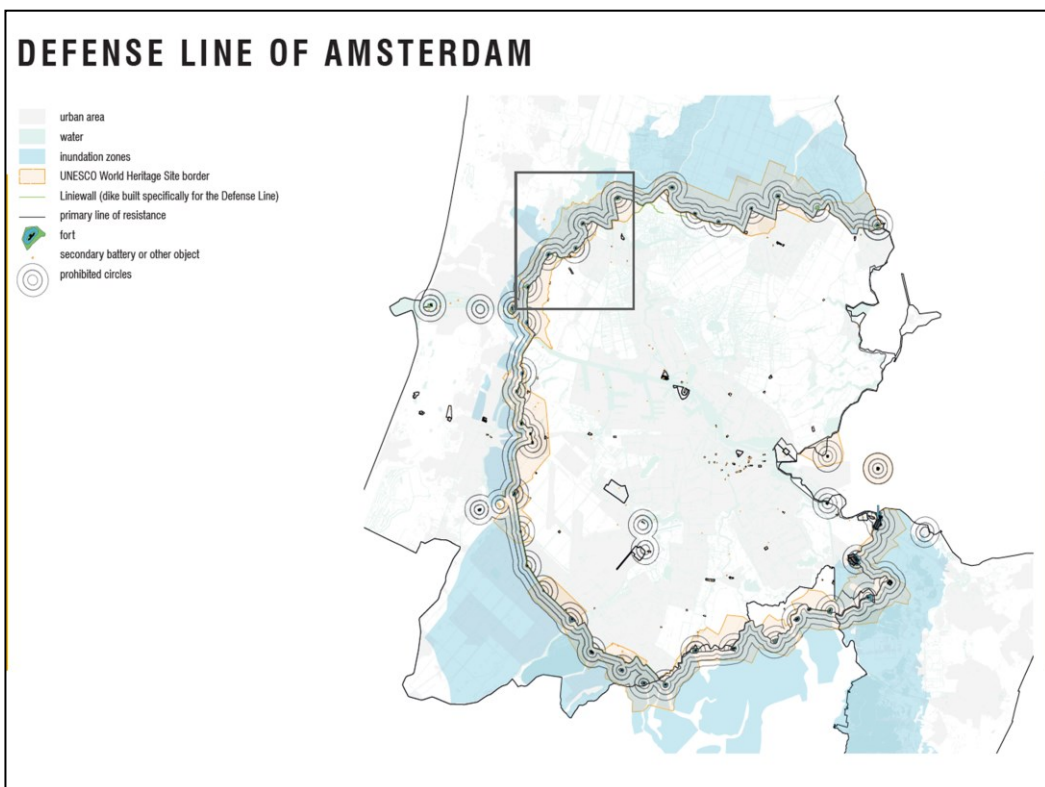 DEFENSE LINE OF AMSTERDAM
urban area
water
inundation zones
UNESCO World Heritage Site border
Liniewall (dike built specifically for the Defense Line)
primary line of resistance
fort
secondary battery or other object
prohibited circles